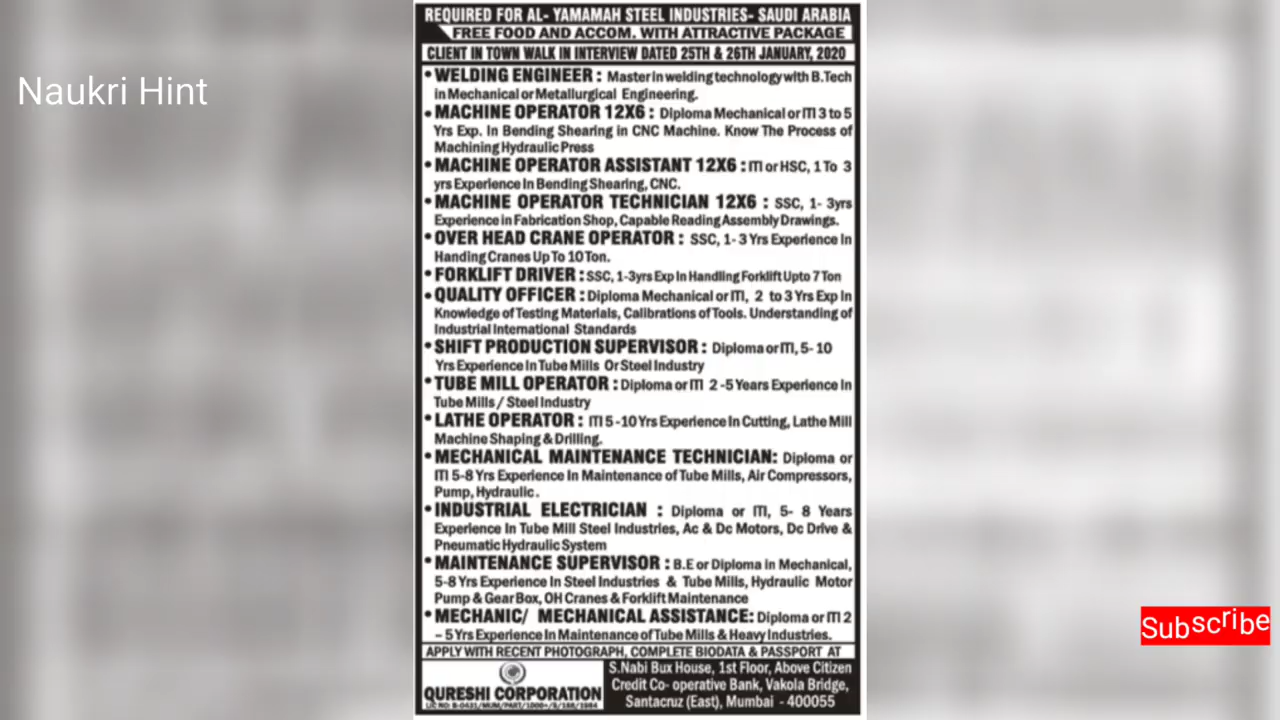 REQUIRED FOR AL- YAMAMAH STEEL INDUSTRIES- SAUDI ARABIA
FREE FOOD AND ACCOM. WITH ATTRACTIVE PACKAGE
CLIENT IN TOWN WALK IN INTERVIEW DATED 25TH & 26TH JANUARY, 2020
Naukri Hint
• WELDING ENGINEER : Master in welding technology with B.Tech
in Mechanical or Metallurgical Engineering.
• MACHINE OPERATOR 12X6 : Diploma Mechanical or ITI 3 to 5
Yrs Exp. In Bending Shearing in CNC Machine. Know The Process of
Machining Hydraulic Press
• MACHINE OPERATOR ASSISTANT 12X6 : ITI or HSC, 1 To 3
yrs Experience In Bending Shearing, CNC.
• MACHINE OPERATOR TECHNICIAN 12X6 : SSC, 1- 3yrs
Experience in Fabrication Shop, Capable Reading Assembly Drawings.
• OVER HEAD CRANE OPERATOR : SSC, 1- 3 Yrs Experience In
Handing Cranes Up To 10 Ton.
• FORKLIFT DRIVER : SSC, 1-3yrs Exp In Handling Forklift Upto 7 Ton
• QUALITY OFFICER : Diploma Mechanical or ITI, 2 to 3 Yrs Exp In
Knowledge of Testing Materials, Calibrations of Tools. Understanding of
Industrial International Standards
• SHIFT PRODUCTION SUPERVISOR : Diploma or ITI, 5- 10
Yrs Experience In Tube Mills Or Steel Industry
• TUBE MILL OPERATOR : Diploma or ITI 2 -5 Years Experience In
Tube Mills / Steel Industry
• LATHE OPERATOR : ITI 5 -10 Yrs Experience In Cutting, Lathe Mill
Machine Shaping & Drilling.
• MECHANICAL MAINTENANCE TECHNICIAN: Diploma or
ITI 5-8 Yrs Experience In Maintenance of Tube Mills, Air Compressors,
Pump, Hydraulic .
• INDUSTRIAL ELECTRICIAN : Diploma or ITI, 5- 8 Years
Experience In Tube Mill Steel Industries, Ac & Dc Motors, Dc Drive &
Pneumatic Hydraulic System
• MAINTENANCE SUPERVISOR : B.E or Diploma in Mechanical,
5-8 Yrs Experience In Steel Industries & Tube Mills, Hydraulic Motor
Pump & Gear Box, OH Cranes & Forklift Maintenance
• MECHANIC/ MECHANICAL ASSISTANCE: Diploma or ITI 2
– 5 Yrs Experience In Maintenance of Tube Mills & Heavy Industries.
Subscribe
APPLY WITH RECENT PHOTOGRAPH, COMPLETE BIODATA & PASSPORT AT
QURESHI CORPORATION
LIC NO: B-0431/MUM/PART/1000+/5/188/1984
S.Nabi Bux House, 1st Floor, Above Citizen
Credit Co- operative Bank, Vakola Bridge,
Santacruz (East), Mumbai - 400055